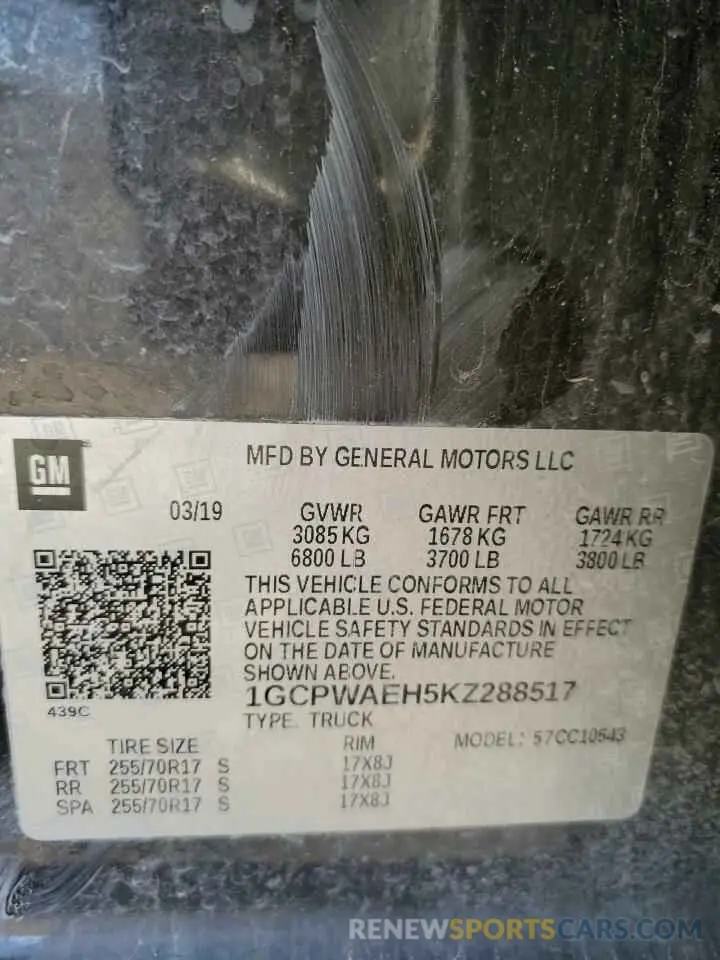 GM
MFD BY GENERAL MOTORS LLC
03/19 GVWR GAWR FRT GAWR RR
3085 KG 1678 KG 1724 KG
6800 LB 3700 LB 3800 LB
THIS VEHICLE CONFORMS TO ALL
APPLICABLE U.S. FEDERAL MOTOR
VEHICLE SAFETY STANDARDS IN EFFECT
ON THE DATE OF MANUFACTURE
SHOWN ABOVE.
1GCPWAEH5KZ288517
439C
TYPE: TRUCK
MODEL: 57CC10543
TIRE SIZE RIM
FRT 255/70R17 S 17X8J
RR 255/70R17 S 17X8J
SPA 255/70R17 S 17X8J
RENEWSPORTSCARS.COM